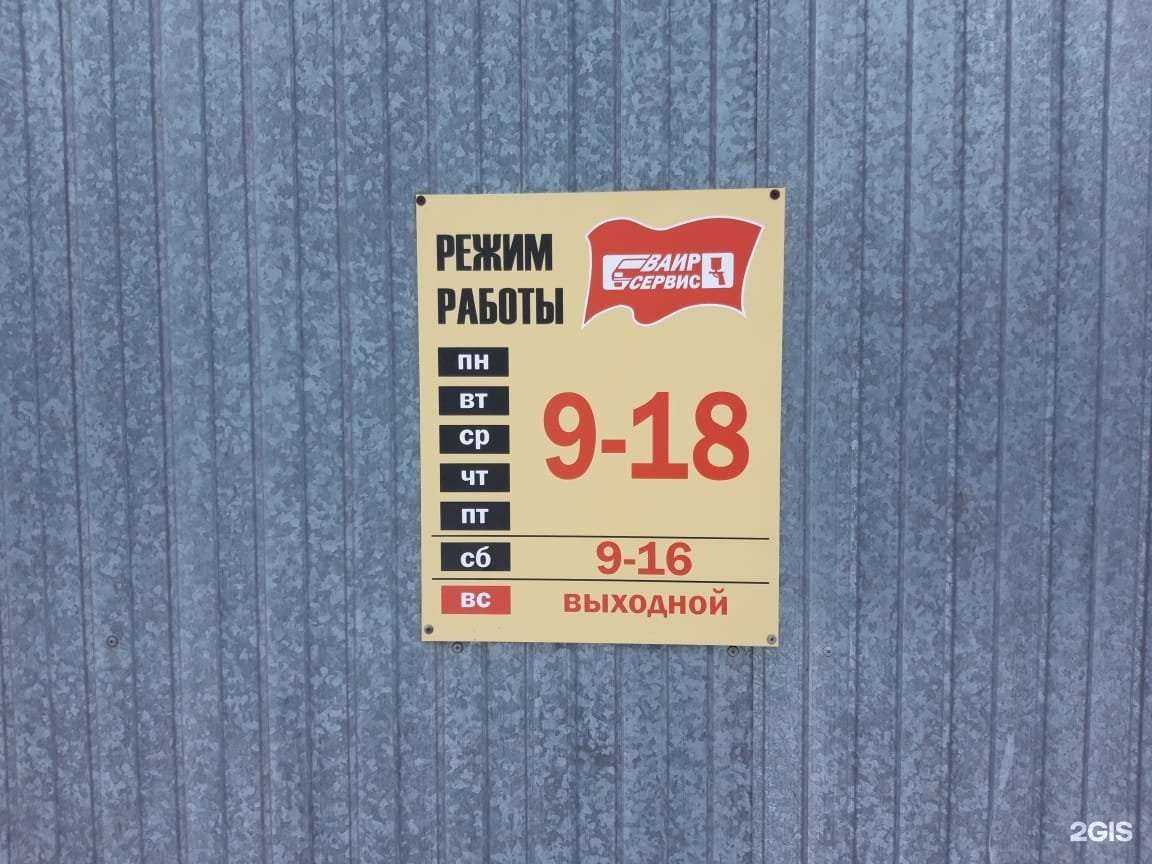 РЕЖИМ
РАБОТЫ
ВАИР
СЕРВИС
пн
вт
ср
чт
пт
9-18
сб 9-16
вс выходной
2GIS